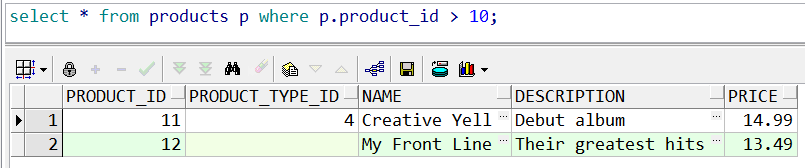 select * from products p where p.product_id > 10;
PRODUCT_ID PRODUCT_TYPE_ID NAME DESCRIPTION PRICE
1 11 4 Creative Yell ... Debut album ... 14.99
2 12 My Front Line ... Their greatest hits ... 13.49